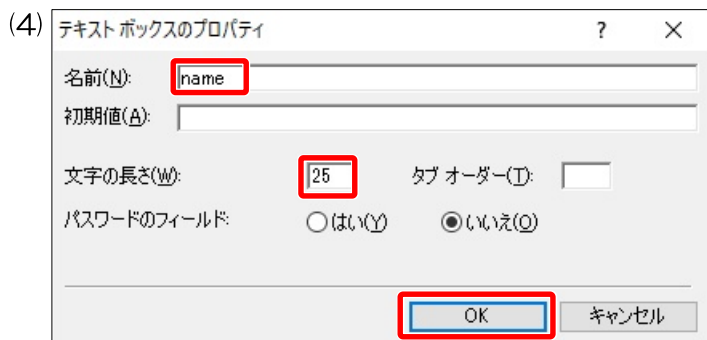 (4) テキスト ボックスのプロパティ ? ×
名前(N): name
初期値(A):
文字の長さ(W): 25 タブ オーダー(T):
パスワードのフィールド: はい(Y) いいえ(O)
OK キャンセル